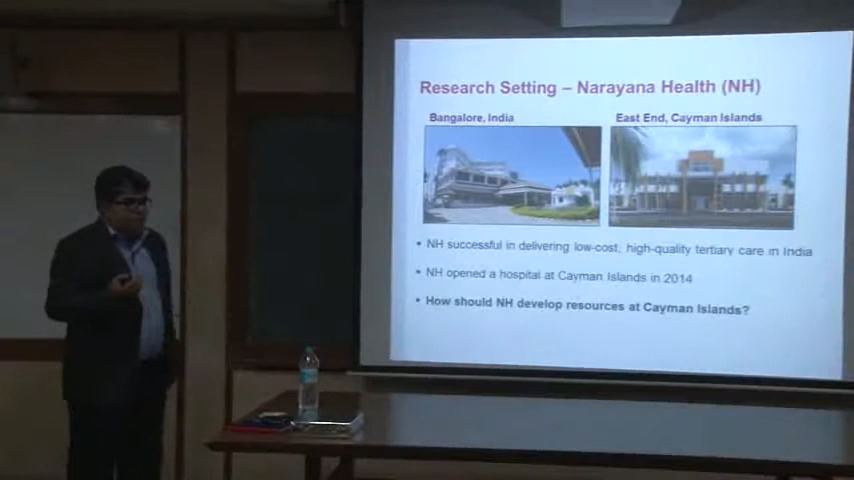 Research Setting – Narayana Health (NH)
Bangalore, India
East End, Cayman Islands
• NH successful in delivering low-cost, high-quality tertiary care in India
• NH opened a hospital at Cayman Islands in 2014
• How should NH develop resources at Cayman Islands?